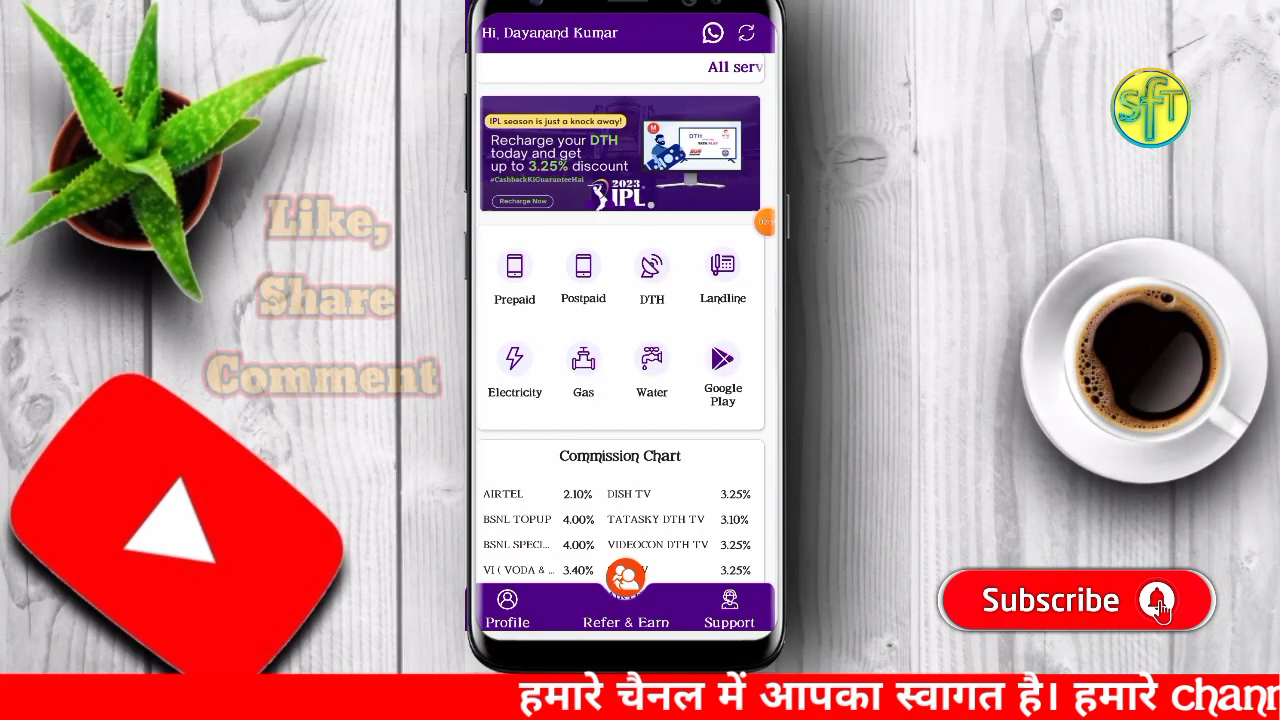 Hi, Dayanand Kumar
All serv
SfT
IPL season is just a knock away!
Recharge your DTH
today and get
up to 3.25% discount
#CashbackKiGuaranteeHai
Recharge Now
2023
IPL
DTH
TATA PLAY
Like,
Share
Comment
Prepaid
Postpaid
DTH
Landline
Electricity
Gas
Water
Google
Play
Commission Chart
AIRTEL 2.10% DISH TV 3.25%
BSNL TOPUP 4.00% TATASKY DTH TV 3.10%
BSNL SPECI... 4.00% VIDEOCON DTH TV 3.25%
VI ( VODA & ... 3.40% 3.25%
Profile
Refer & Earn
Support
Subscribe
हमारे चैनल में आपका स्वागत है। हमारे chann